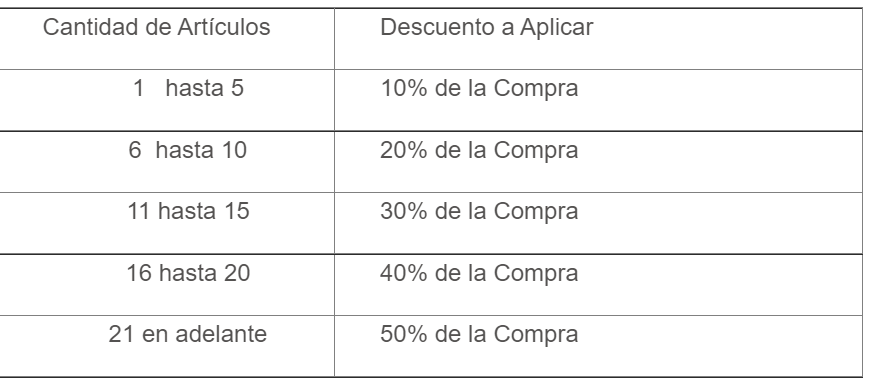 Cantidad de Artículos Descuento a Aplicar
1 hasta 5 10% de la Compra
6 hasta 10 20% de la Compra
11 hasta 15 30% de la Compra
16 hasta 20 40% de la Compra
21 en adelante 50% de la Compra